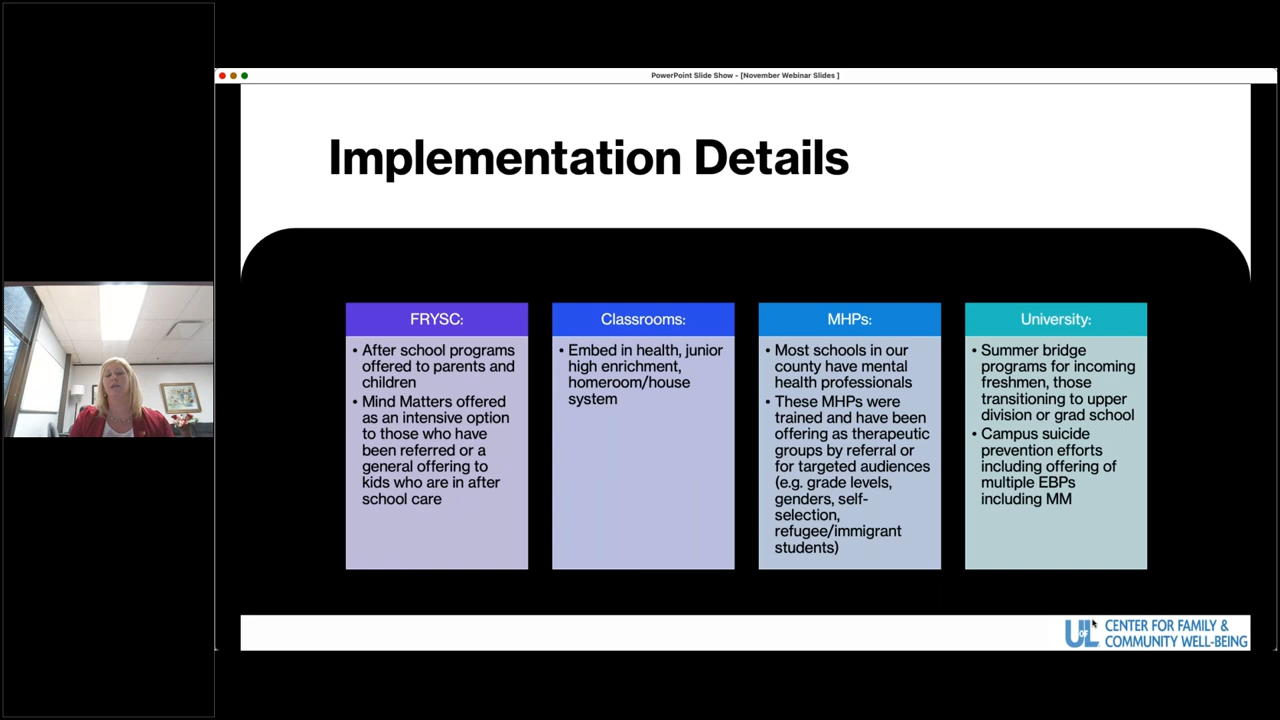 PowerPoint Slide Show - [November Webinar Slides ]
Implementation Details
FRYSC:
• After school programs
offered to parents and
children
• Mind Matters offered
as an intensive option
to those who have
been referred or a
general offering to
kids who are in after
school care
Classrooms:
• Embed in health, junior
high enrichment,
homeroom/house
system
MHPs:
• Most schools in our
county have mental
health professionals
• These MHPs were
trained and have been
offering as therapeutic
groups by referral or
for targeted audiences
(e.g. grade levels,
genders, self-
selection,
refugee/immigrant
students)
University:
• Summer bridge
programs for incoming
freshmen, those
transitioning to upper
division or grad school
• Campus suicide
prevention efforts
including offering of
multiple EBPs
including MM
UofL
CENTER FOR FAMILY &
COMMUNITY WELL-BEING